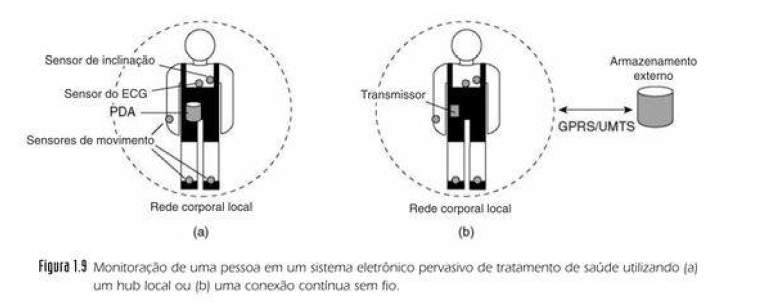 Sensor de inclinação
Sensor do ECG
PDA
Sensores de movimento
Rede corporal local
(a)
Transmissor
Rede corporal local
(b)
Armazenamento
externo
GPRS/UMTS
Figura 1.9 Monitoração de uma pessoa em um sistema eletrônico pervasivo de tratamento de saúde utilizando (a)
um hub local ou (b) uma conexão contínua sem fio.